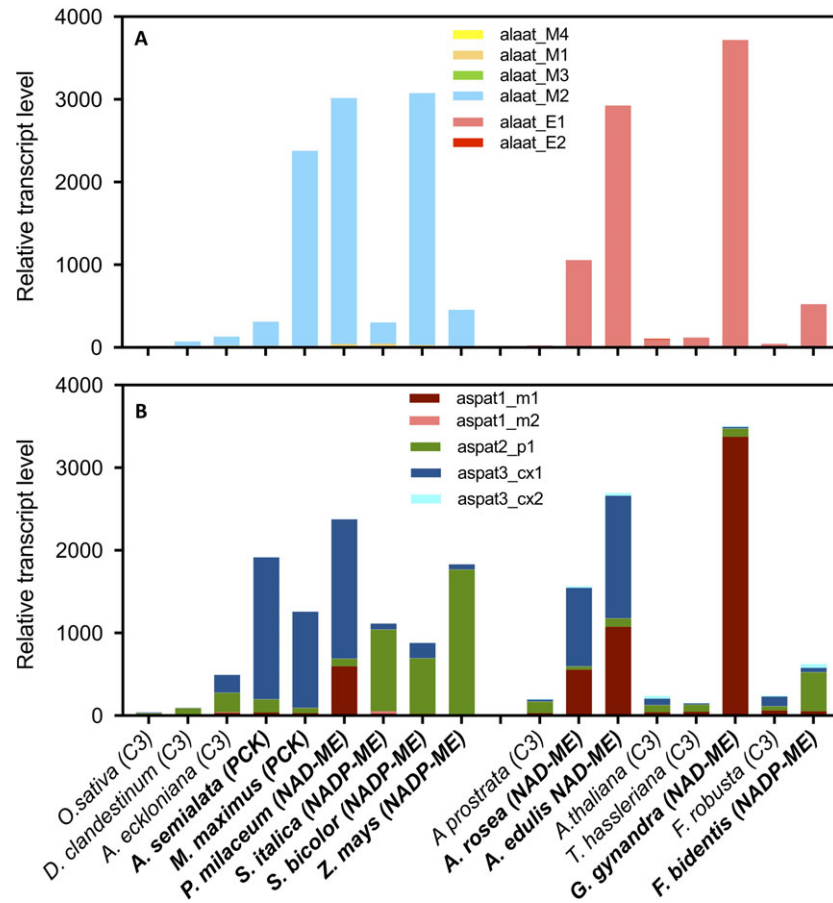 A
Relative transcript level
4000
3000
2000
1000
0
alaat_M4
alaat_M1
alaat_M3
alaat_M2
alaat_E1
alaat_E2
B
Relative transcript level
4000
3000
2000
1000
0
aspat1_m1
aspat1_m2
aspat2_p1
aspat3_cx1
aspat3_cx2
O.sativa (C3)
D. clandestinum (C3)
A. eckloniana (C3)
A. semialata (PCK)
M. maximus (PCK)
P. milaceum (NAD-ME)
S. italica (NADP-ME)
S. bicolor (NADP-ME)
Z. mays (NADP-ME)
A prostrata (C3)
A. rosea (NAD-ME)
A. edulis NAD-ME)
A.thaliana (C3)
T. hassleriana (C3)
G. gynandra (NAD-ME)
F. robusta (C3)
F. bidentis (NADP-ME)